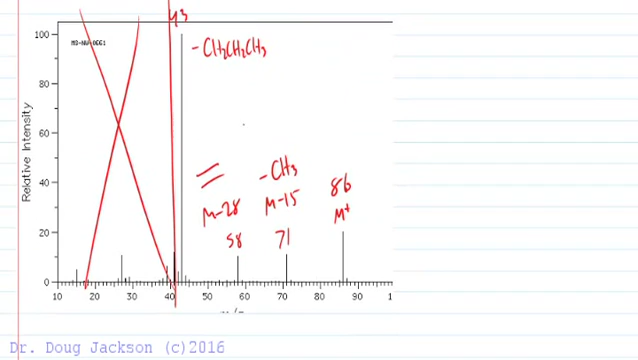 43
100
MS-NU-0661
-CH₂CH₂CH₃
80
Relative Intensity
60
-CH₃
40
86
M-28
M-15
M⁺
20
58
71
0
10
20
30
40
50
60
70
80
90
Dr. Doug Jackson (c)2016